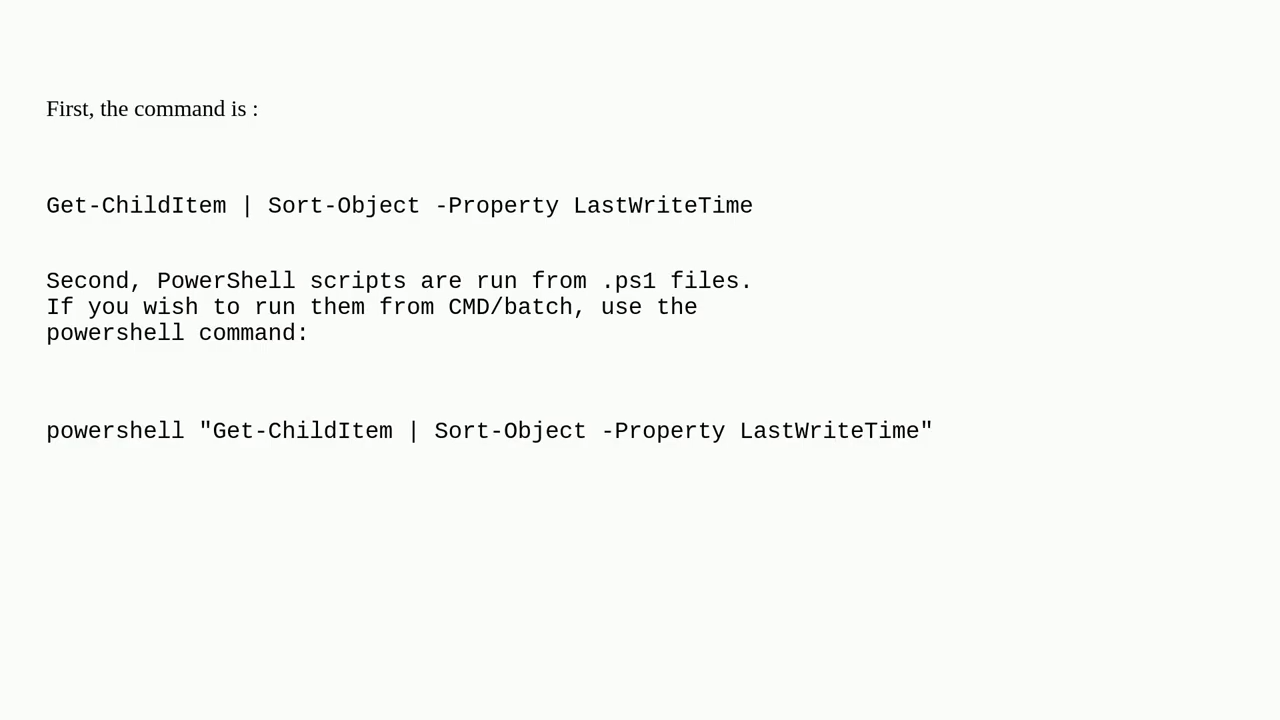 First, the command is :
Get-ChildItem | Sort-Object -Property LastWriteTime
Second, PowerShell scripts are run from .ps1 files.
If you wish to run them from CMD/batch, use the
powershell command:
powershell "Get-ChildItem | Sort-Object -Property LastWriteTime"